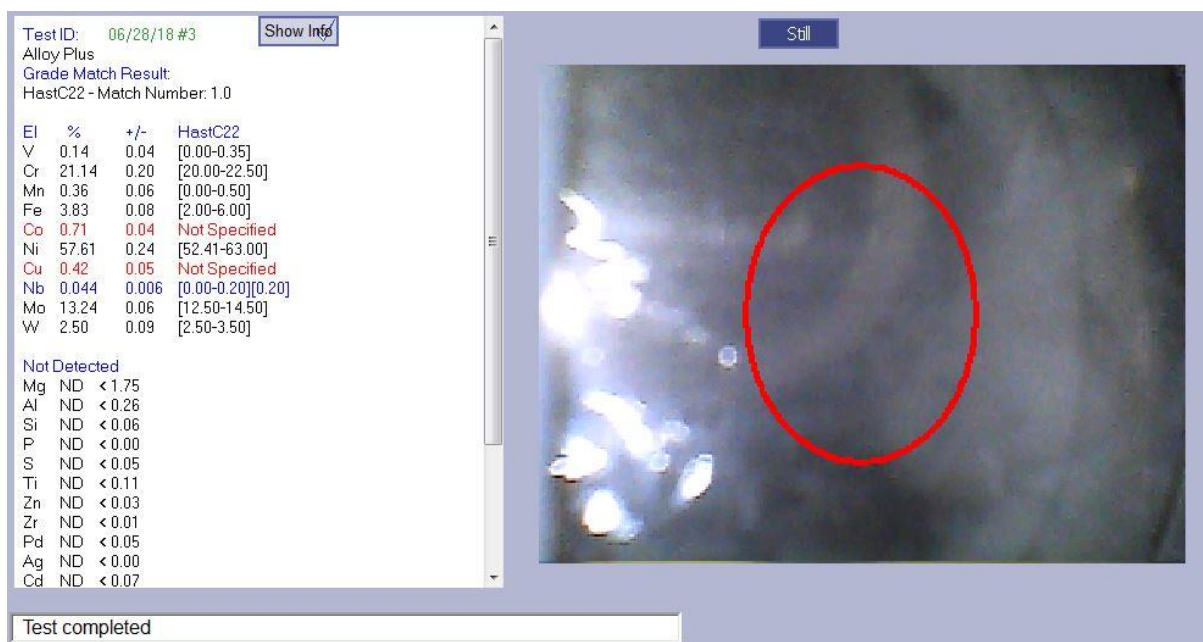 Test ID: 06/28/18 #3 Show Info
Alloy Plus
Grade Match Result:
HastC22 - Match Number: 1.0
El % +/- HastC22
V 0.14 0.04 [0.00-0.35]
Cr 21.14 0.20 [20.00-22.50]
Mn 0.36 0.06 [0.00-0.50]
Fe 3.83 0.08 [2.00-6.00]
Co 0.71 0.04 Not Specified
Ni 57.61 0.24 [52.41-63.00]
Cu 0.42 0.05 Not Specified
Nb 0.044 0.006 [0.00-0.20][0.20]
Mo 13.24 0.06 [12.50-14.50]
W 2.50 0.09 [2.50-3.50]
Not Detected
Mg ND < 1.75
Al ND < 0.26
Si ND < 0.06
P ND < 0.00
S ND < 0.05
Ti ND < 0.11
Zn ND < 0.03
Zr ND < 0.01
Pd ND < 0.05
Ag ND < 0.00
Cd ND < 0.07
Still
Test completed